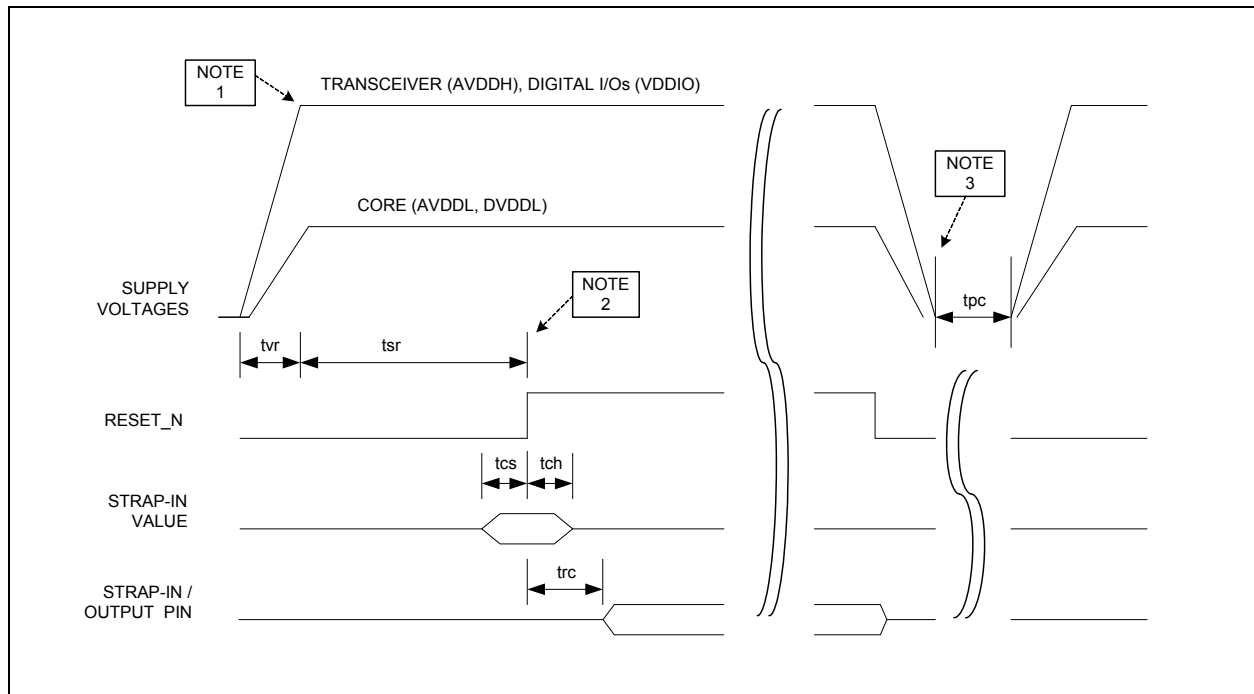 NOTE
1
TRANSCEIVER (AVDDH), DIGITAL I/Os (VDDIO)
NOTE
3
CORE (AVDDL, DVDDL)
SUPPLY
VOLTAGES
NOTE
2
tpc
tvr
tsr
RESET_N
tcs
tch
STRAP-IN
VALUE
trc
STRAP-IN /
OUTPUT PIN